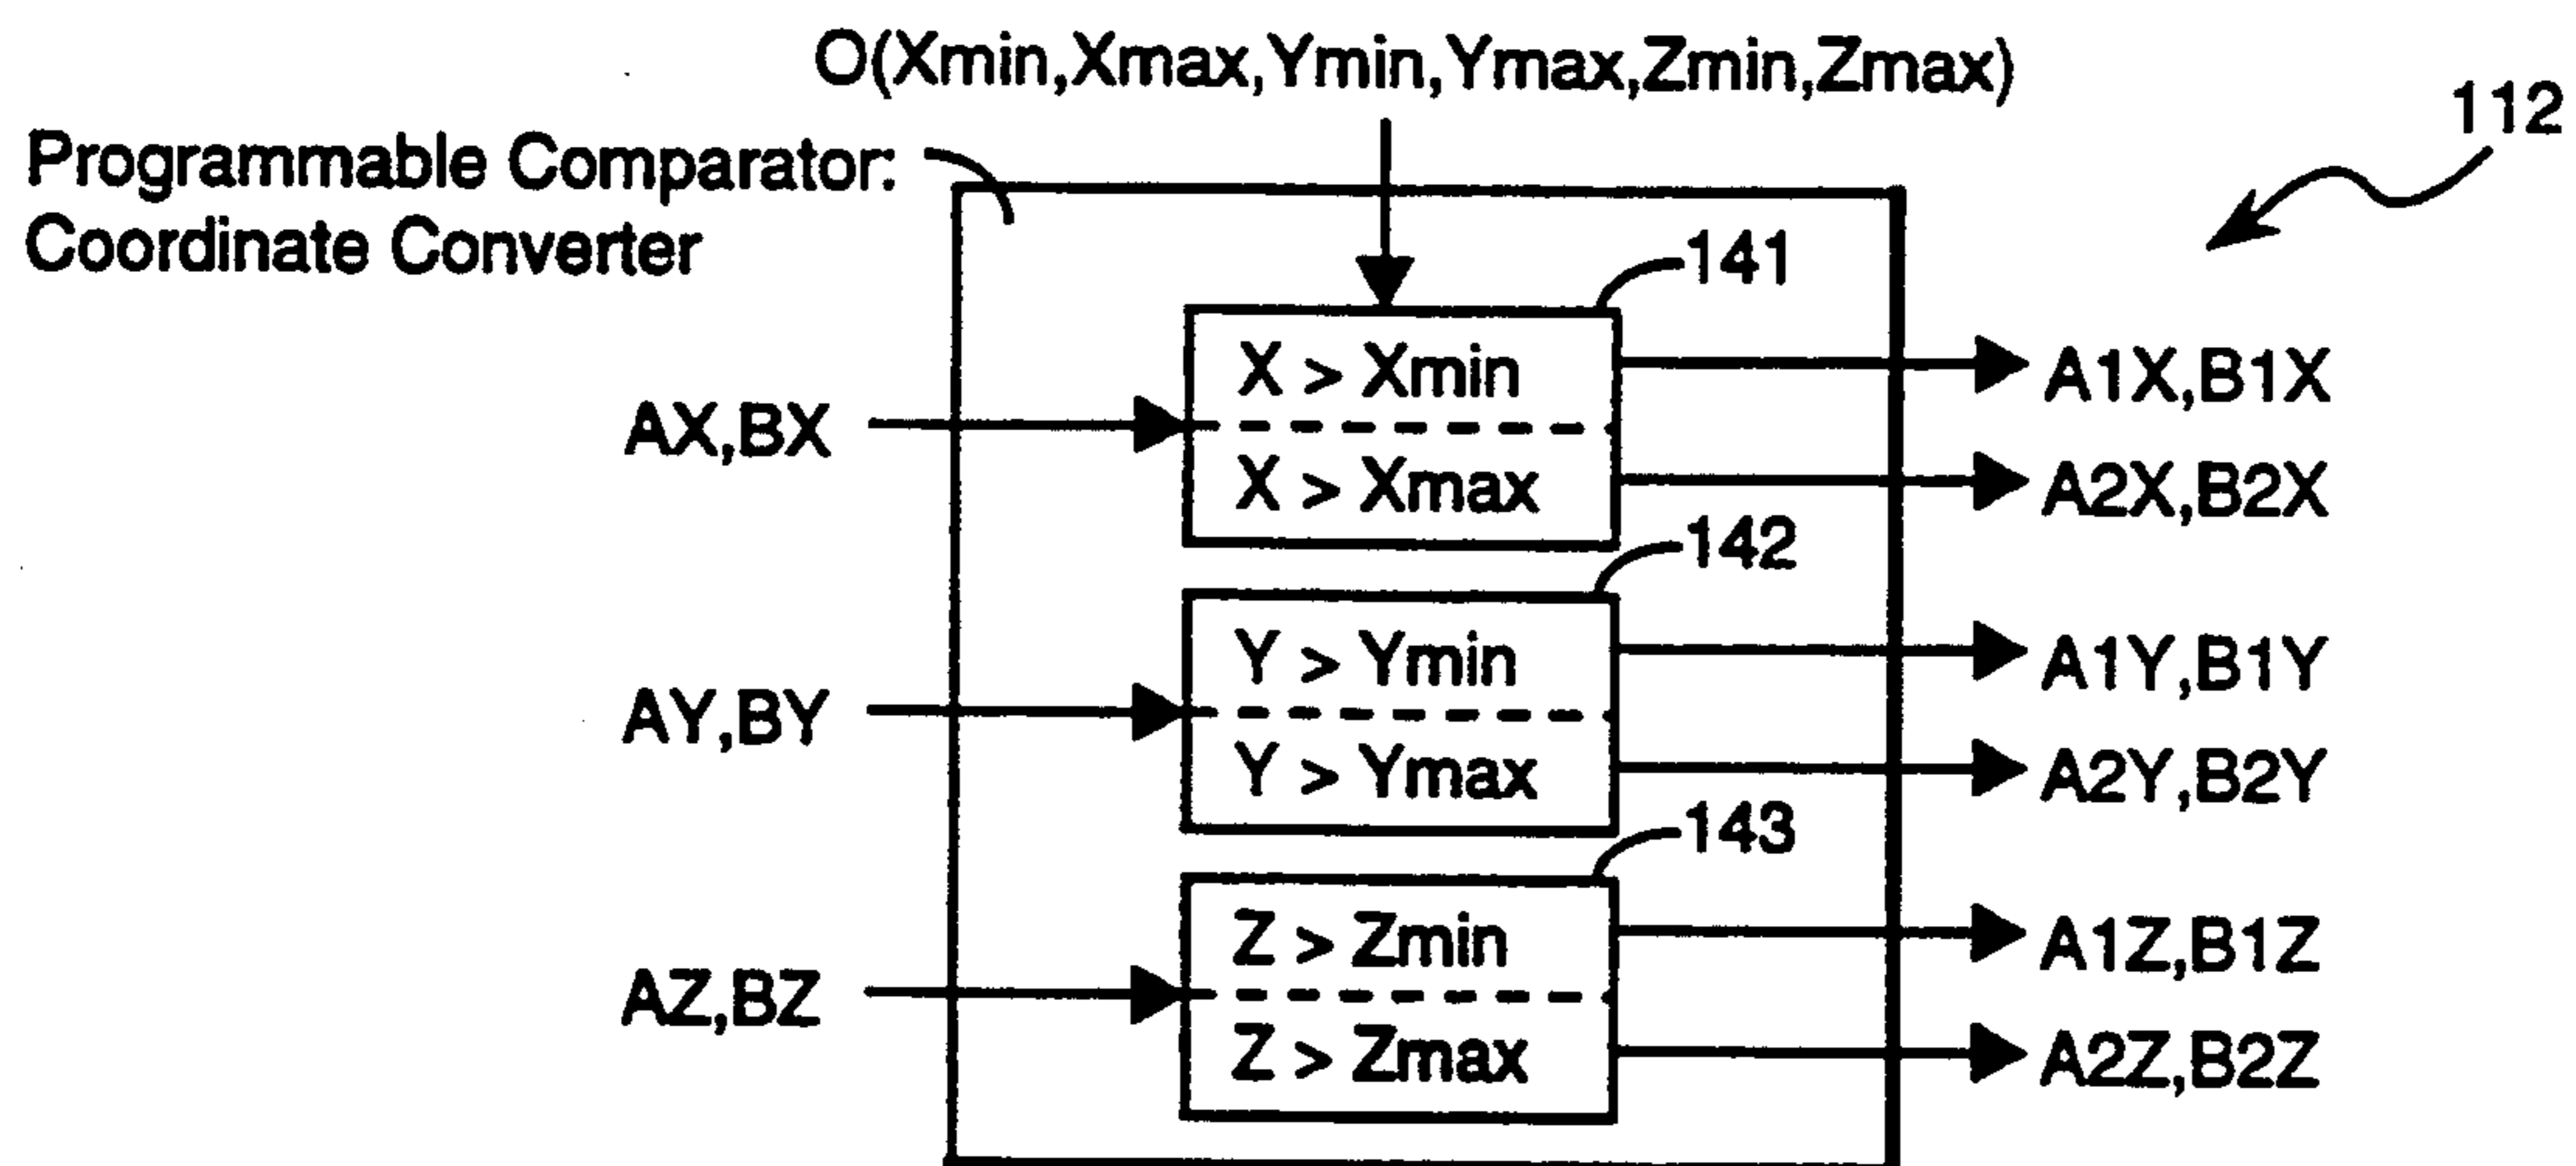 O(Xmin,Xmax,Ymin,Ymax,Zmin,Zmax)
112
Programmable Comparator:
Coordinate Converter
141
X > Xmin
A1X,B1X
AX,BX
X > Xmax
A2X,B2X
142
Y > Ymin
A1Y,B1Y
AY,BY
Y > Ymax
A2Y,B2Y
143
Z > Zmin
A1Z,B1Z
AZ,BZ
Z > Zmax
A2Z,B2Z